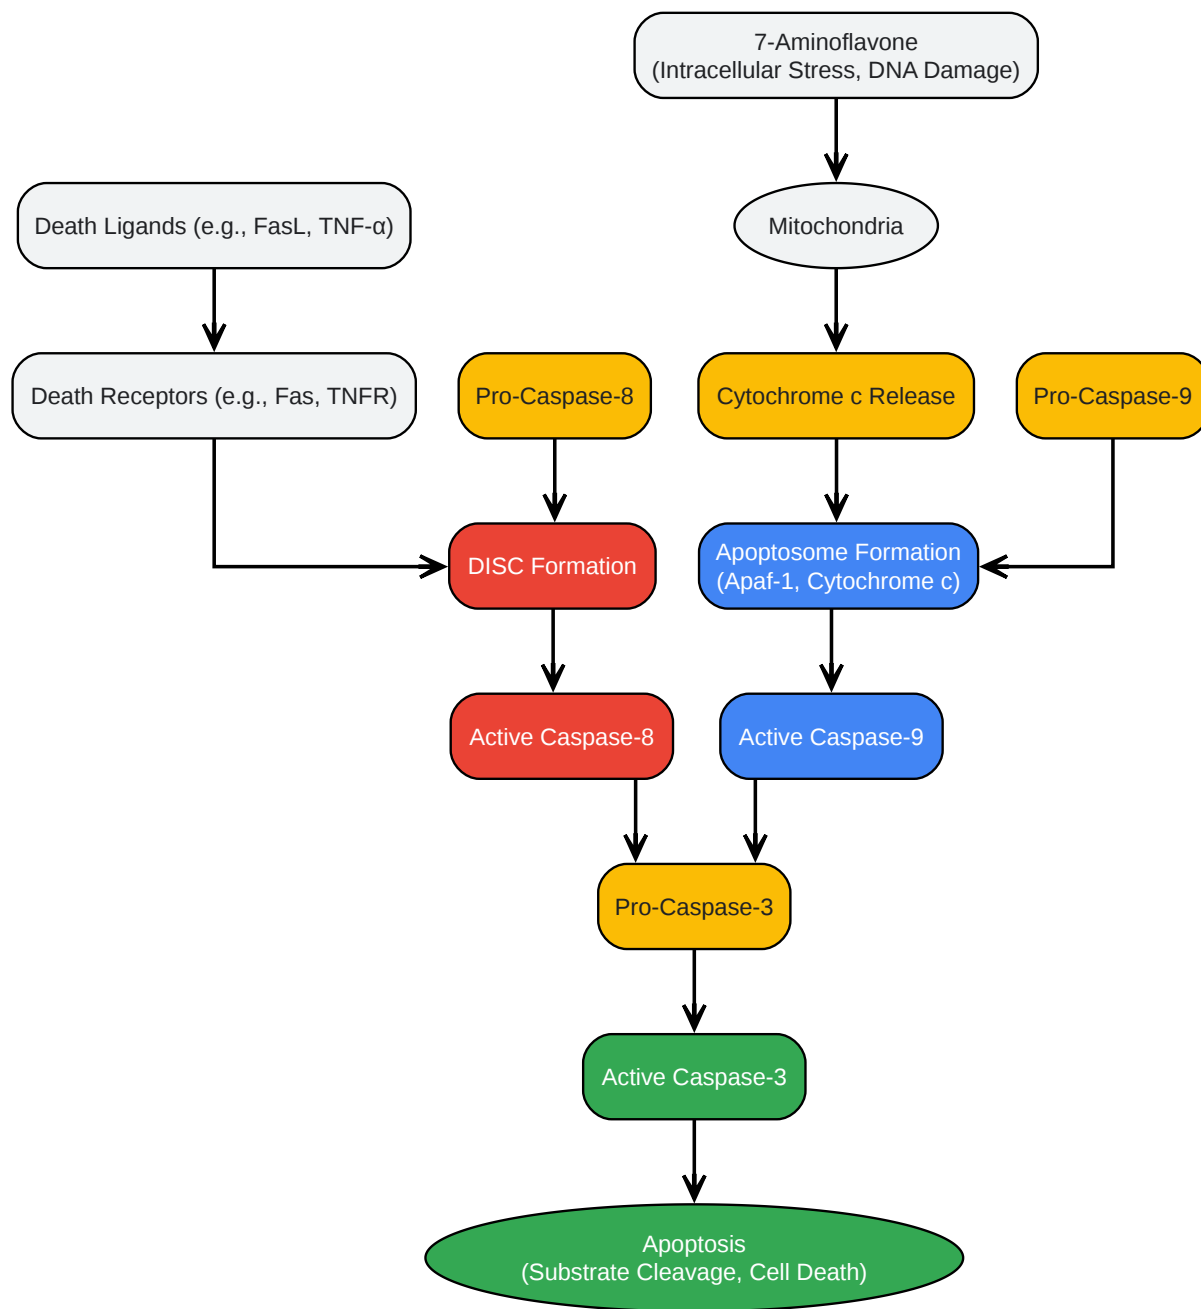 7-Aminoflavone
(Intracellular Stress, DNA Damage)
Death Ligands (e.g., FasL, TNF-α)
Mitochondria
Death Receptors (e.g., Fas, TNFR)
Pro-Caspase-8
Cytochrome c Release
Pro-Caspase-9
DISC Formation
Apoptosome Formation
(Apaf-1, Cytochrome c)
Active Caspase-8
Active Caspase-9
Pro-Caspase-3
Active Caspase-3
Apoptosis
(Substrate Cleavage, Cell Death)